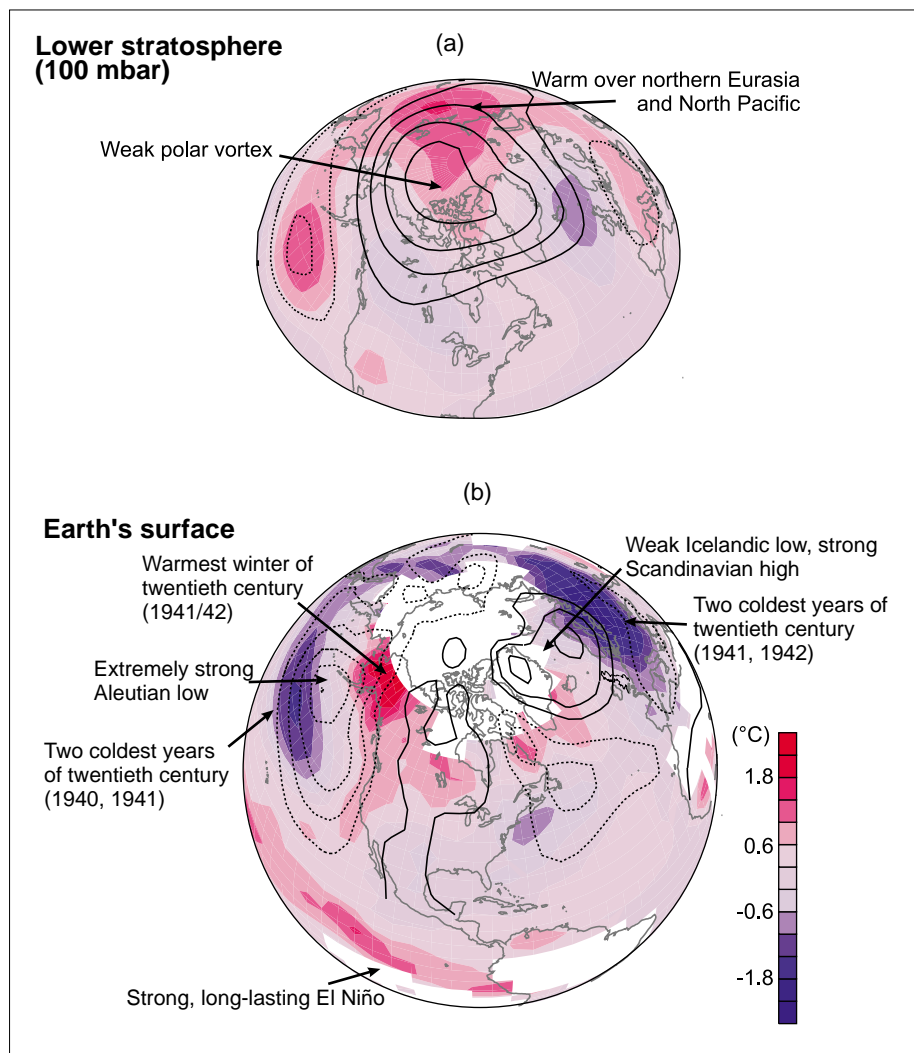 (a)
Lower stratosphere
(100 mbar)
Warm over northern Eurasia
and North Pacific
Weak polar vortex
(b)
Earth's surface
Warmest winter of
twentieth century
(1941/42)
Weak Icelandic low, strong
Scandinavian high
Two coldest years of
twentieth century
(1941, 1942)
Extremely strong
Aleutian low
Two coldest years
of twentieth century
(1940, 1941)
(°C)
1.8
0.6
-0.6
-1.8
Strong, long-lasting El Niño